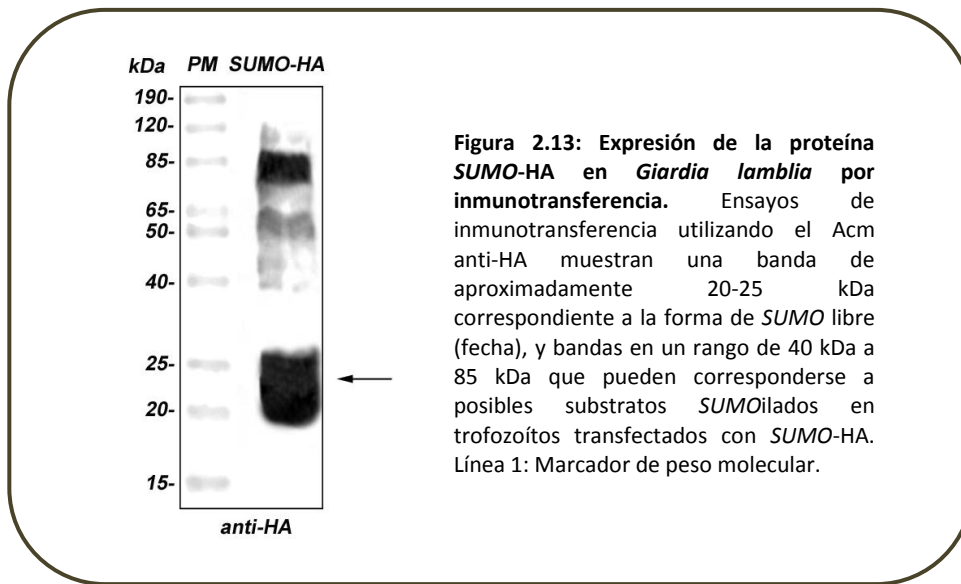 kDa PM SUMO-HA
190-
120-
85-
65-
50-
40-
25-
20-
15-
anti-HA
Figura 2.13: Expresión de la proteína
SUMO-HA en Giardia lamblia por
inmunotransferencia. Ensayos de
inmunotransferencia utilizando el Acm
anti-HA muestran una banda de
aproximadamente 20-25 kDa
correspondiente a la forma de SUMO libre
(fecha), y bandas en un rango de 40 kDa a
85 kDa que pueden corresponderse a
posibles substratos SUMOilados en
trofozoítos transfectados con SUMO-HA.
Línea 1: Marcador de peso molecular.